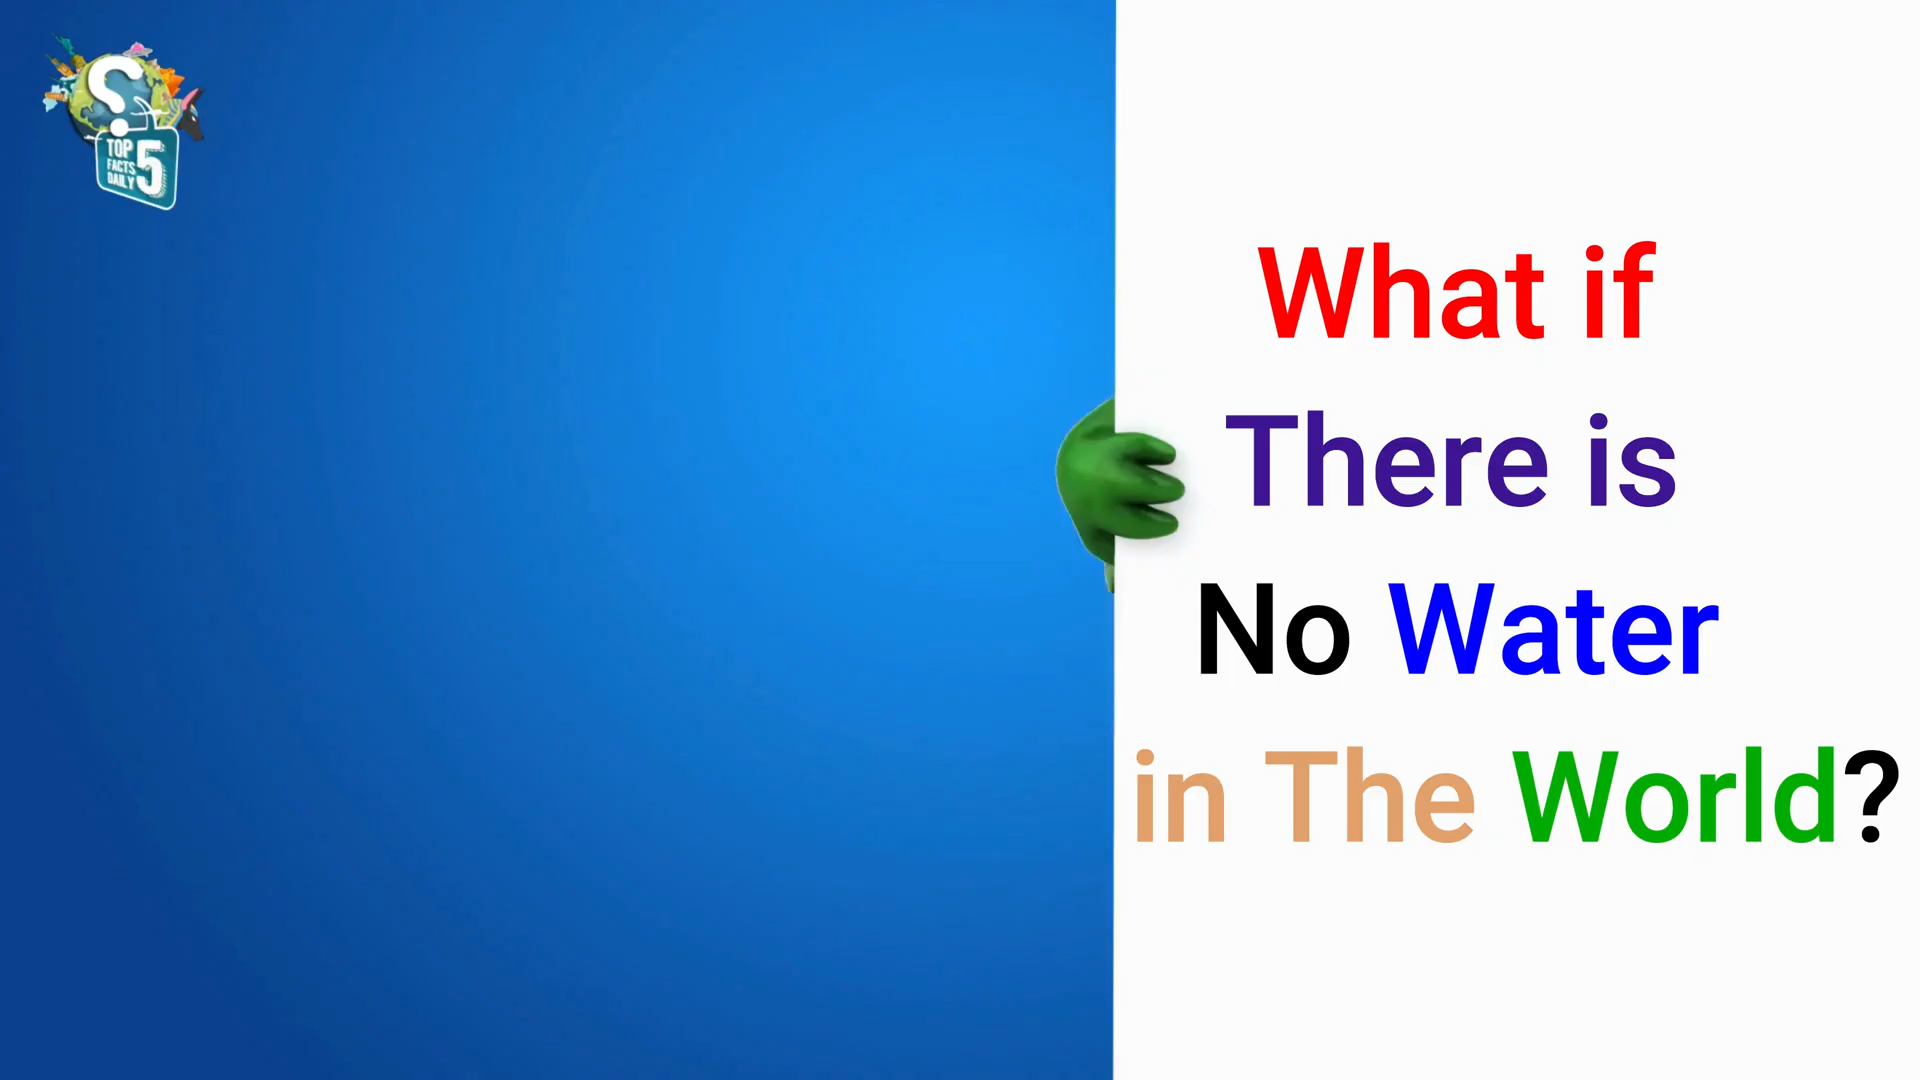 TOP 5
FACTS
DAILY
What if
There is
No Water
in The World?